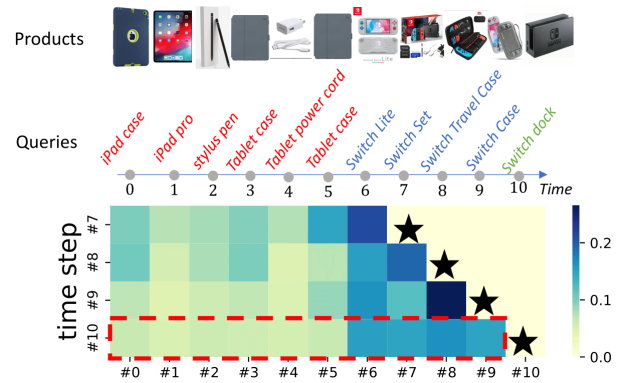 Products
Lite
Queries
iPad case
iPad pro
stylus pen
Tablet case
Tablet power cord
Tablet case
Switch Lite
Switch Set
Switch Travel Case
Switch Case
Switch dock
0 1 2 3 4 5 6 7 8 9 10 Time
time step
#7
#8
#9
#10
0.2
0.1
0.0
#0 #1 #2 #3 #4 #5 #6 #7 #8 #9 #10